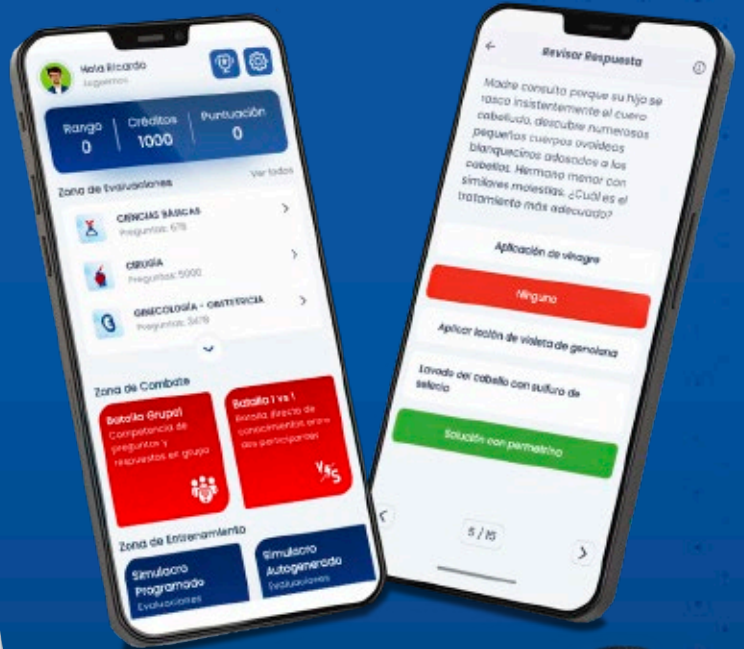 Hola Ricardo
Rango
0
Créditos
1000
Puntuación
0
Zona de Evaluaciones
Ver todos
CIENCIAS BÁSICAS
Preguntas: 678
CIRUGÍA
Preguntas: 5000
GINECOLOGÍA - OBSTETRICIA
Preguntas: 3478
Zona de Combate
Batalla Grupal
Competencia de
preguntas y
respuestas en grupo
Batalla 1 vs 1
Batalla directa de
conocimientos entre
dos participantes
VS
Zona de Entrenamiento
Simulacro
Programado
Evaluaciones
Simulacro
Autogenerado
Evaluaciones
Revisar Respuesta
Madre consulta porque su hijo se
rasca insistentemente el cuero
cabelludo, descubre numerosos
pequeños cuerpos ovoideos
blanquecinos adosados a los
cabellos. Hermano menor con
similares molestias. ¿Cuál es el
tratamiento más adecuado?
Aplicación de vinagre
Ninguna
Aplicar loción de violeta de genciana
Lavado del cabello con sulfuro de
selecio
Solución con permetrina
5 / 15